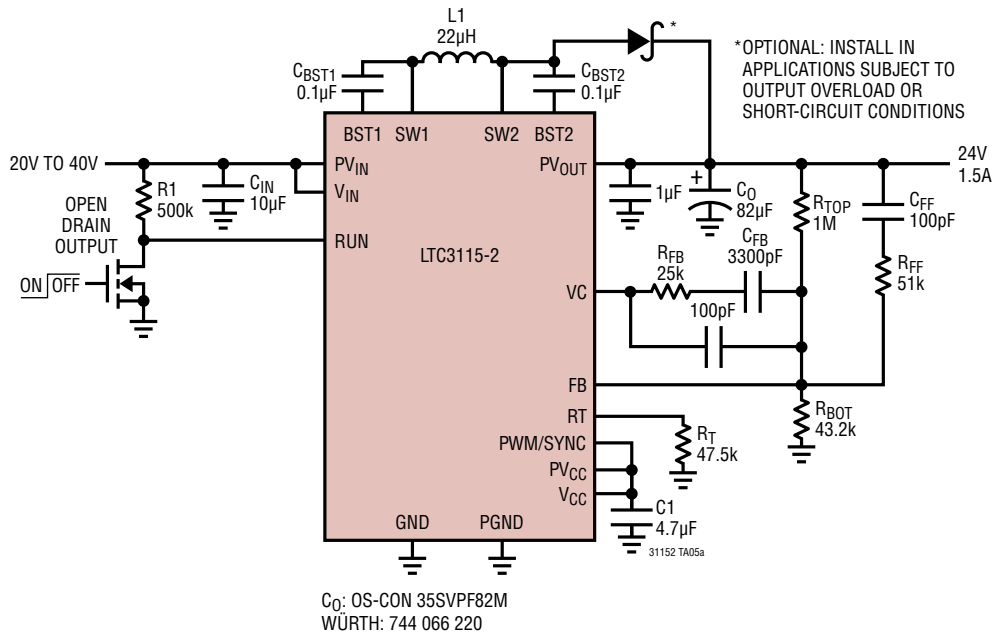 L1
22µH
*
CBST1
0.1µF
CBST2
0.1µF
*OPTIONAL: INSTALL IN
APPLICATIONS SUBJECT TO
OUTPUT OVERLOAD OR
SHORT-CIRCUIT CONDITIONS
BST1 SW1 SW2 BST2
20V TO 40V
PVIN
PVOUT
24V
1.5A
VIN
R1
500k
CIN
10µF
1µF
+
CO
82µF
RTOP
1M
CFF
100pF
OPEN
DRAIN
OUTPUT
RUN
LTC3115-2
RFB
25k
CFB
3300pF
RFF
51k
ON OFF
VC
100pF
FB
RBOT
43.2k
RT
RT
47.5k
PWM/SYNC
PVCC
VCC
C1
4.7µF
GND PGND
31152 TA05a
CO: OS-CON 35SVPF82M
WÜRTH: 744 066 220